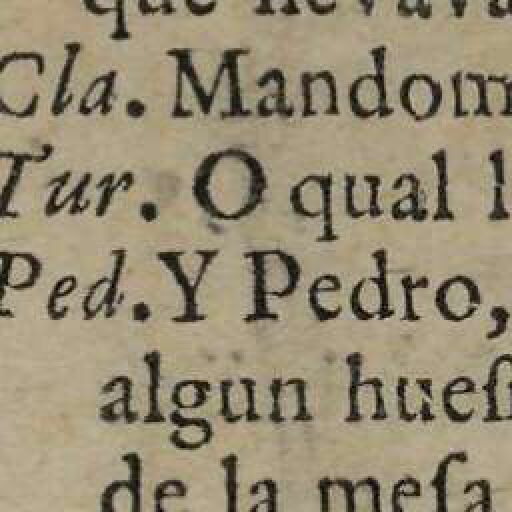 que llevava
Cla. Mandom
Tur. O qual l
Ped. Y Pedro,
algun hueſ
de la meſa